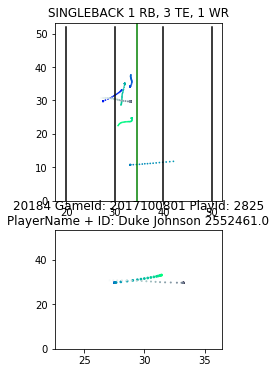 SINGLEBACK 1 RB, 3 TE, 1 WR
50
40
30
20
10
0
20 30 40 50
20184 GameId: 2017100801 PlayId: 2825
PlayerName + ID: Duke Johnson 2552461.0
40
20
0
25 30 35